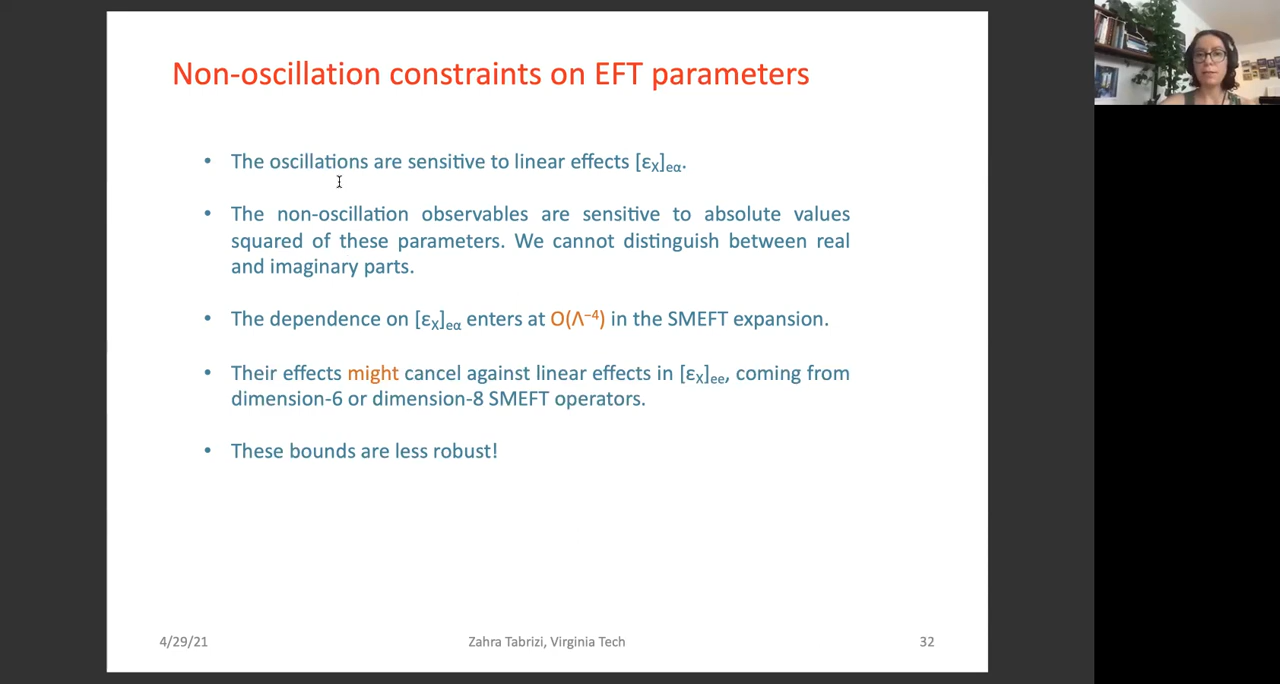 Non-oscillation constraints on EFT parameters
• The oscillations are sensitive to linear effects [εX]eα.
• The non-oscillation observables are sensitive to absolute values
squared of these parameters. We cannot distinguish between real
and imaginary parts.
• The dependence on [εX]eα enters at O(Λ⁻⁴) in the SMEFT expansion.
• Their effects might cancel against linear effects in [εX]ee, coming from
dimension-6 or dimension-8 SMEFT operators.
• These bounds are less robust!
4/29/21
Zahra Tabrizi, Virginia Tech
32